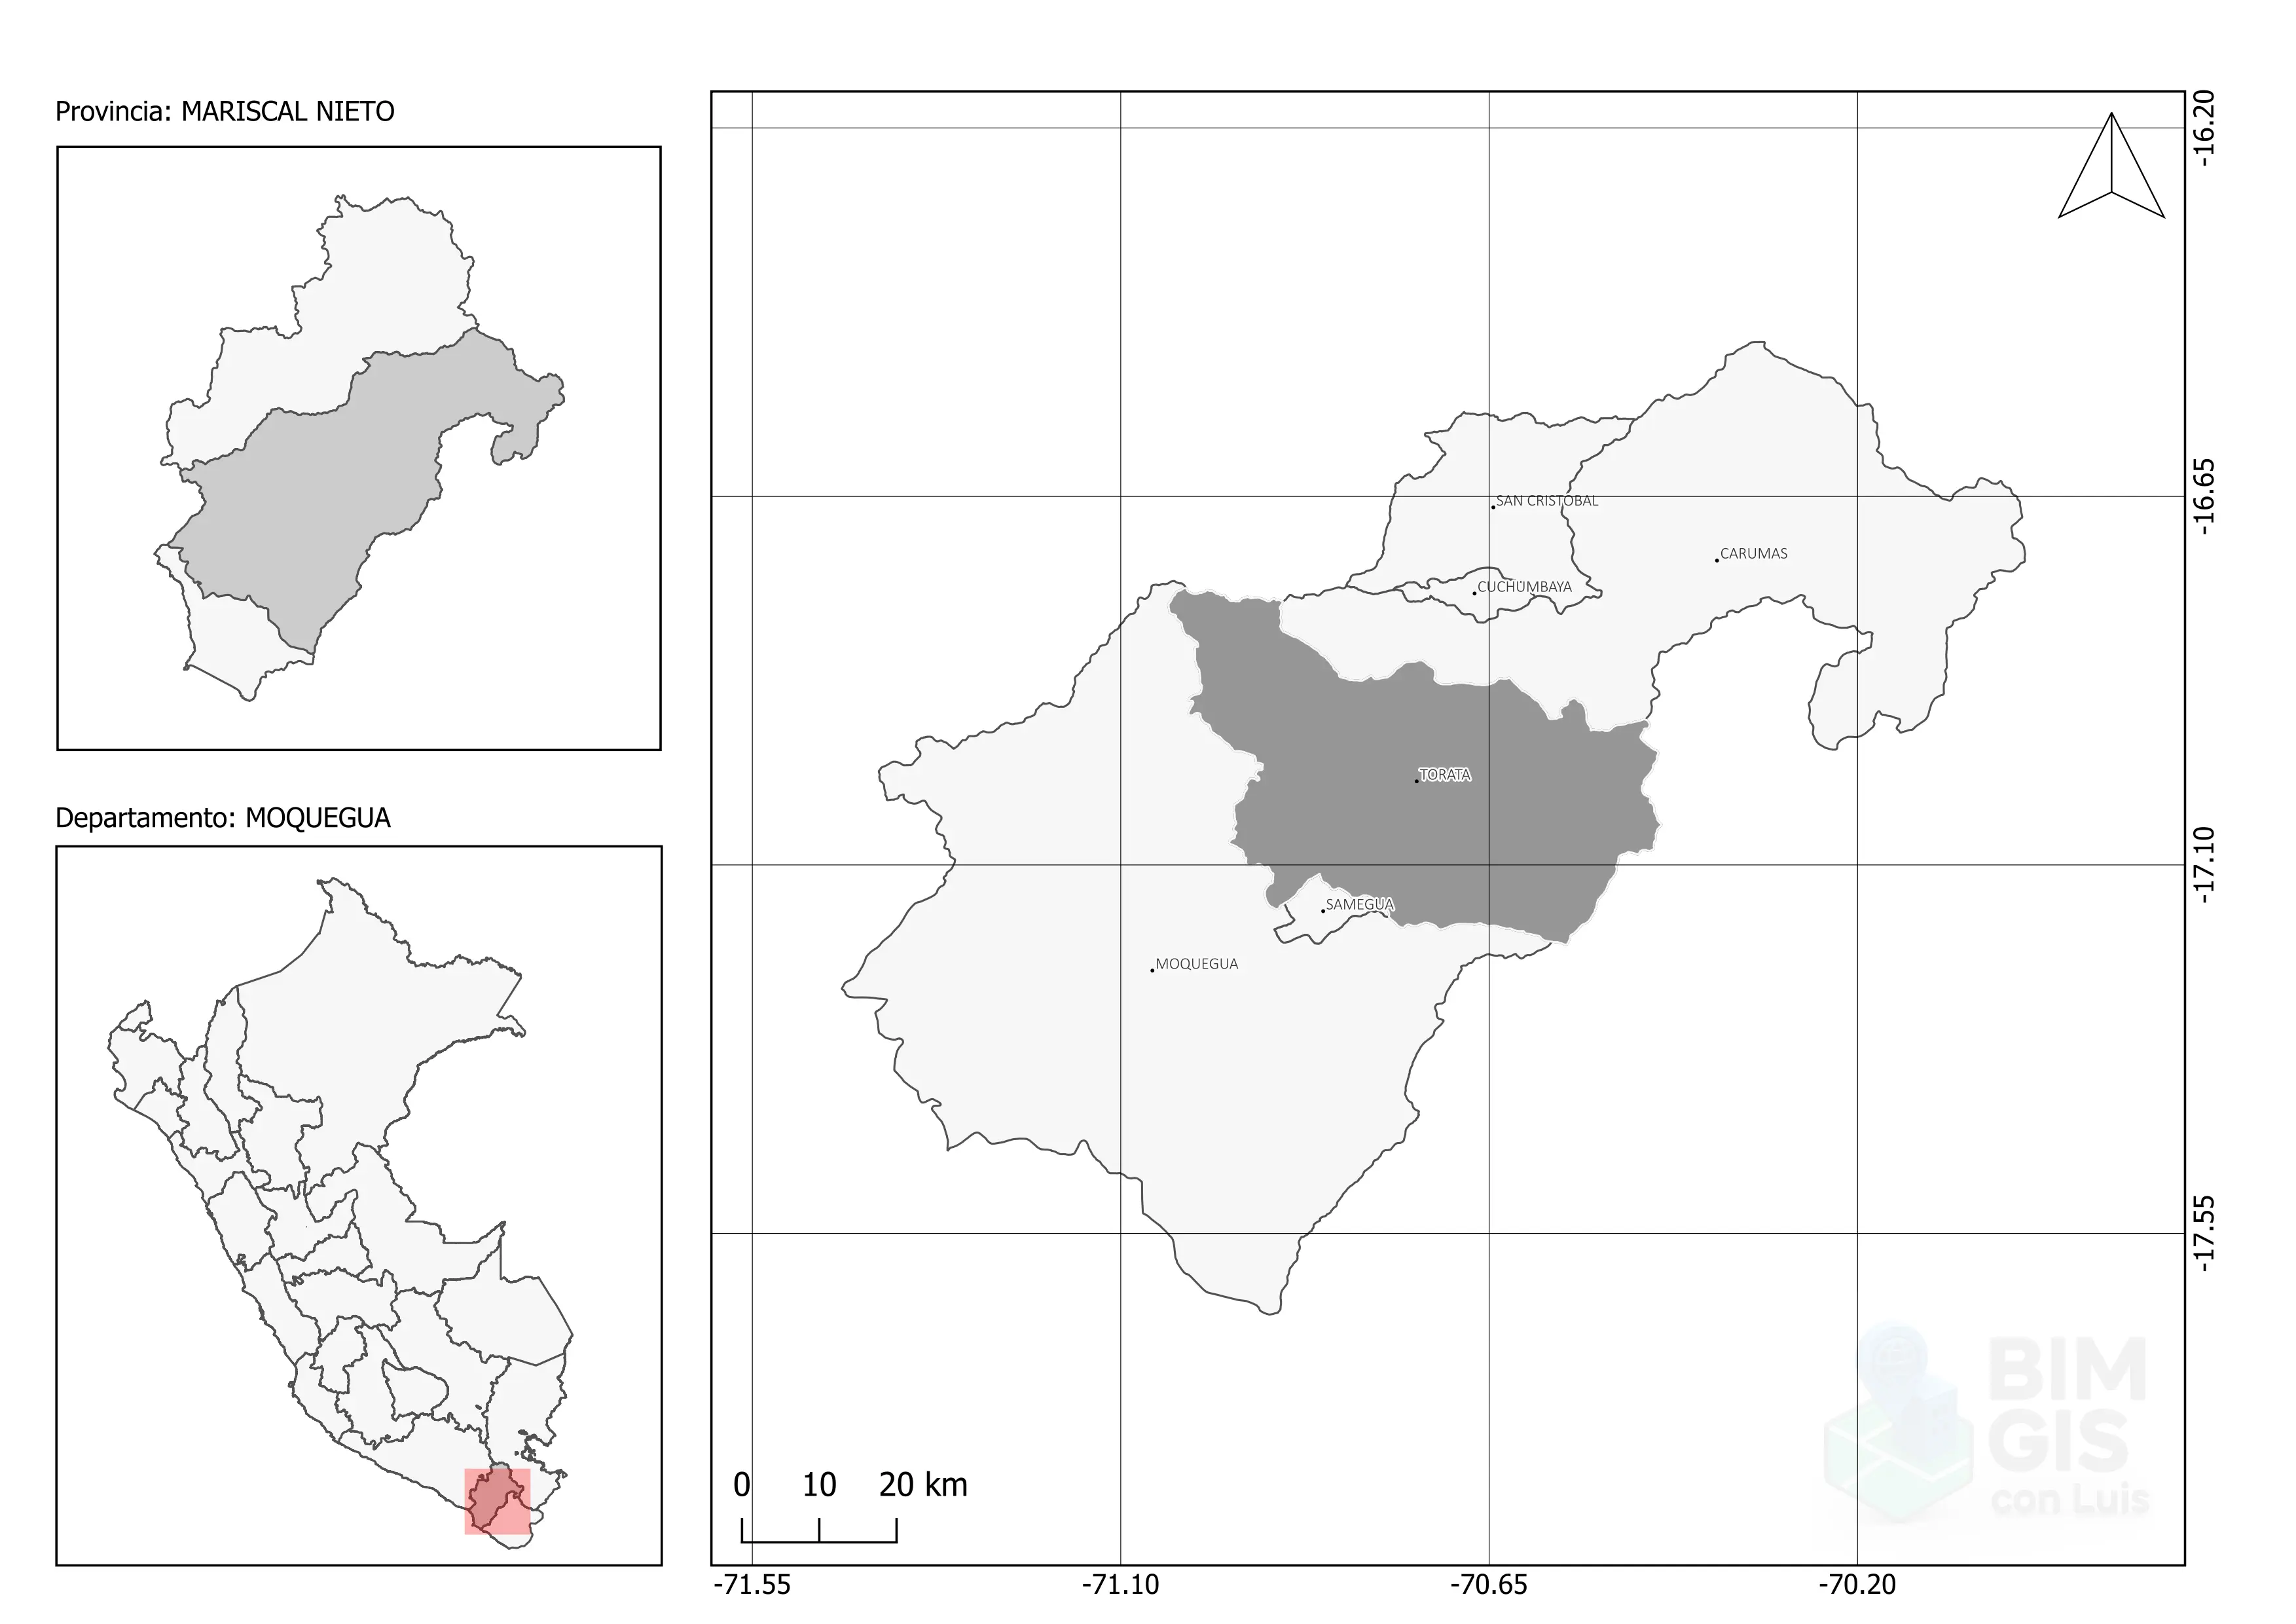 Provincia: MARISCAL NIETO
Departamento: MOQUEGUA
-16.20
-16.65
-17.10
-17.55
SAN CRISTOBAL
CARUMAS
CUCHUMBAYA
TORATA
SAMEGUA
MOQUEGUA
BIM
GIS
con Luis
0 10 20 km
-71.55 -71.10 -70.65 -70.20